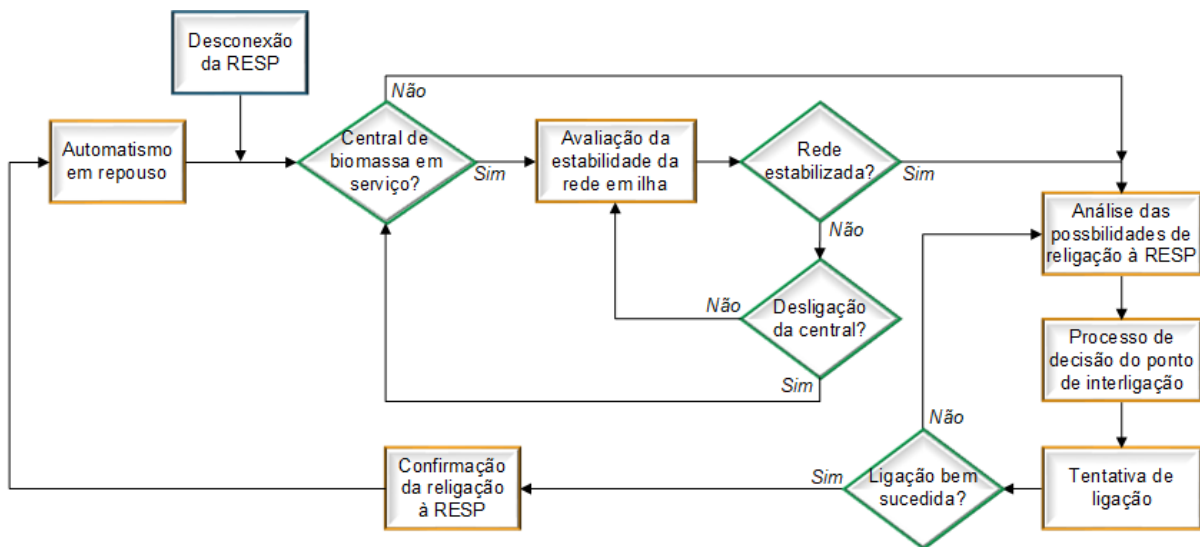 Desconexão
da RESP
Não
Automatismo
em repouso
Central de
biomassa em
serviço?
Sim
Avaliação da
estabilidade da
rede em ilha
Rede
estabilizada?
Sim
Não
Análise das
possbilidades de
religação à RESP
Não
Desligação
da central?
Sim
Processo de
decisão do ponto
de interligação
Não
Confirmação
da religação
à RESP
Sim
Ligação bem
sucedida?
Tentativa de
ligação